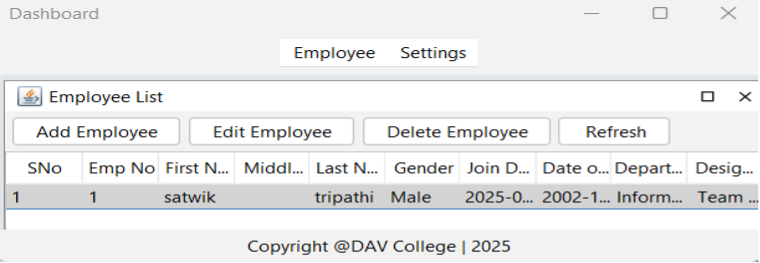 Dashboard
Employee Settings
Employee List
Add Employee Edit Employee Delete Employee Refresh
SNo Emp No First N... Middl... Last N... Gender Join D... Date o... Depart... Desig...
1 1 satwik tripathi Male 2025-0... 2002-1... Inform... Team ...
Copyright @DAV College | 2025